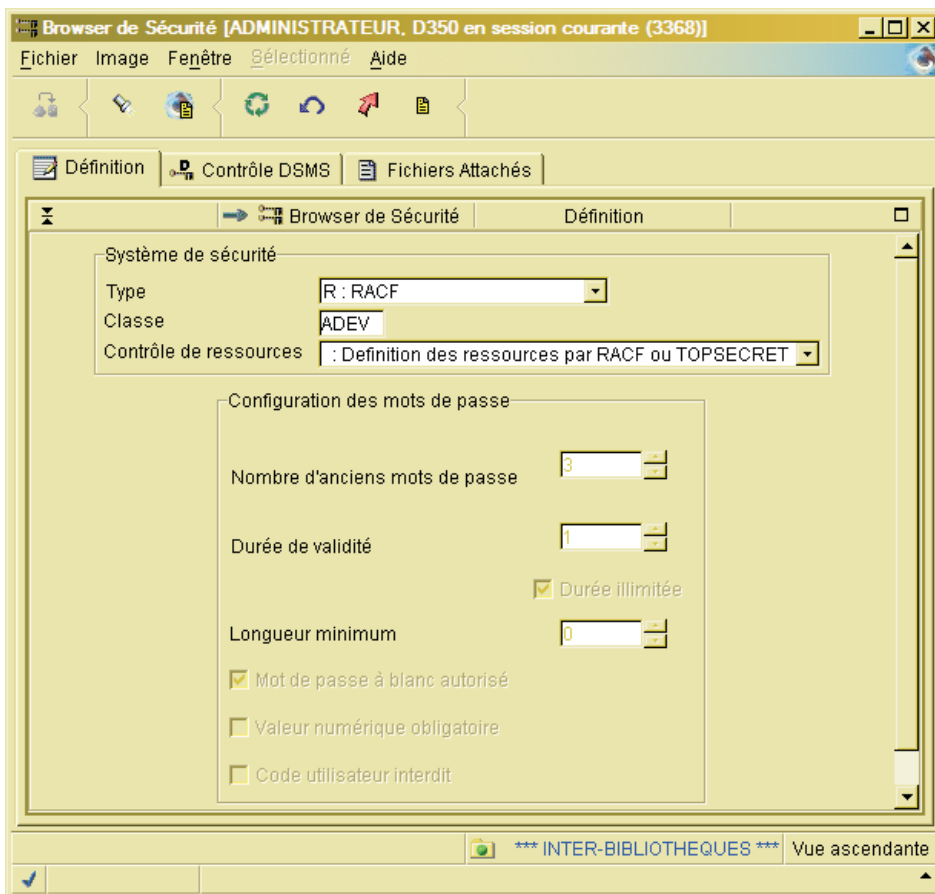 Browser de Sécurité [ADMINISTRATEUR, D350 en session courante (3368)]
Fichier Image Fenêtre Sélectionné Aide
Définition Contrôle DSMS Fichiers Attachés
Browser de Sécurité Définition
Système de sécurité
Type R : RACF
Classe ADEV
Contrôle de ressources : Definition des ressources par RACF ou TOPSECRET
Configuration des mots de passe
Nombre d'anciens mots de passe 3
Durée de validité 1
Durée illimitée
Longueur minimum 0
Mot de passe à blanc autorisé
Valeur numérique obligatoire
Code utilisateur interdit
*** INTER-BIBLIOTHEQUES *** Vue ascendante